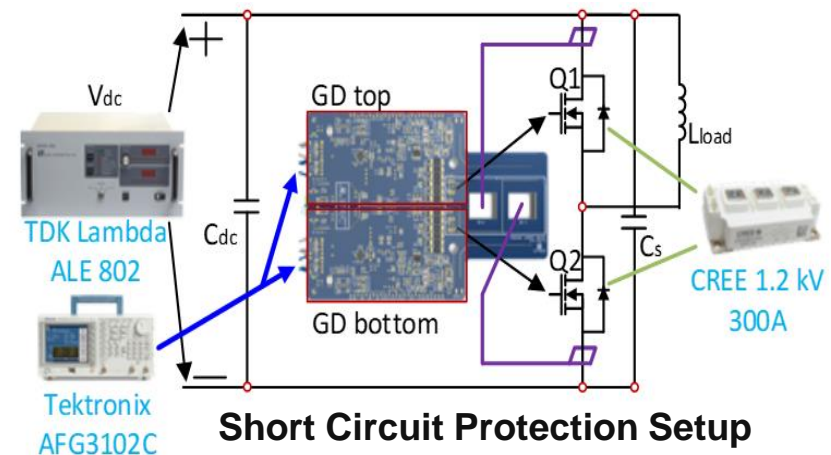 Vdc
GD top
Q1
Lload
TDK Lambda
ALE 802
Cdc
Q2
Cs
CREE 1.2 kV
300A
GD bottom
Tektronix
AFG3102C
Short Circuit Protection Setup